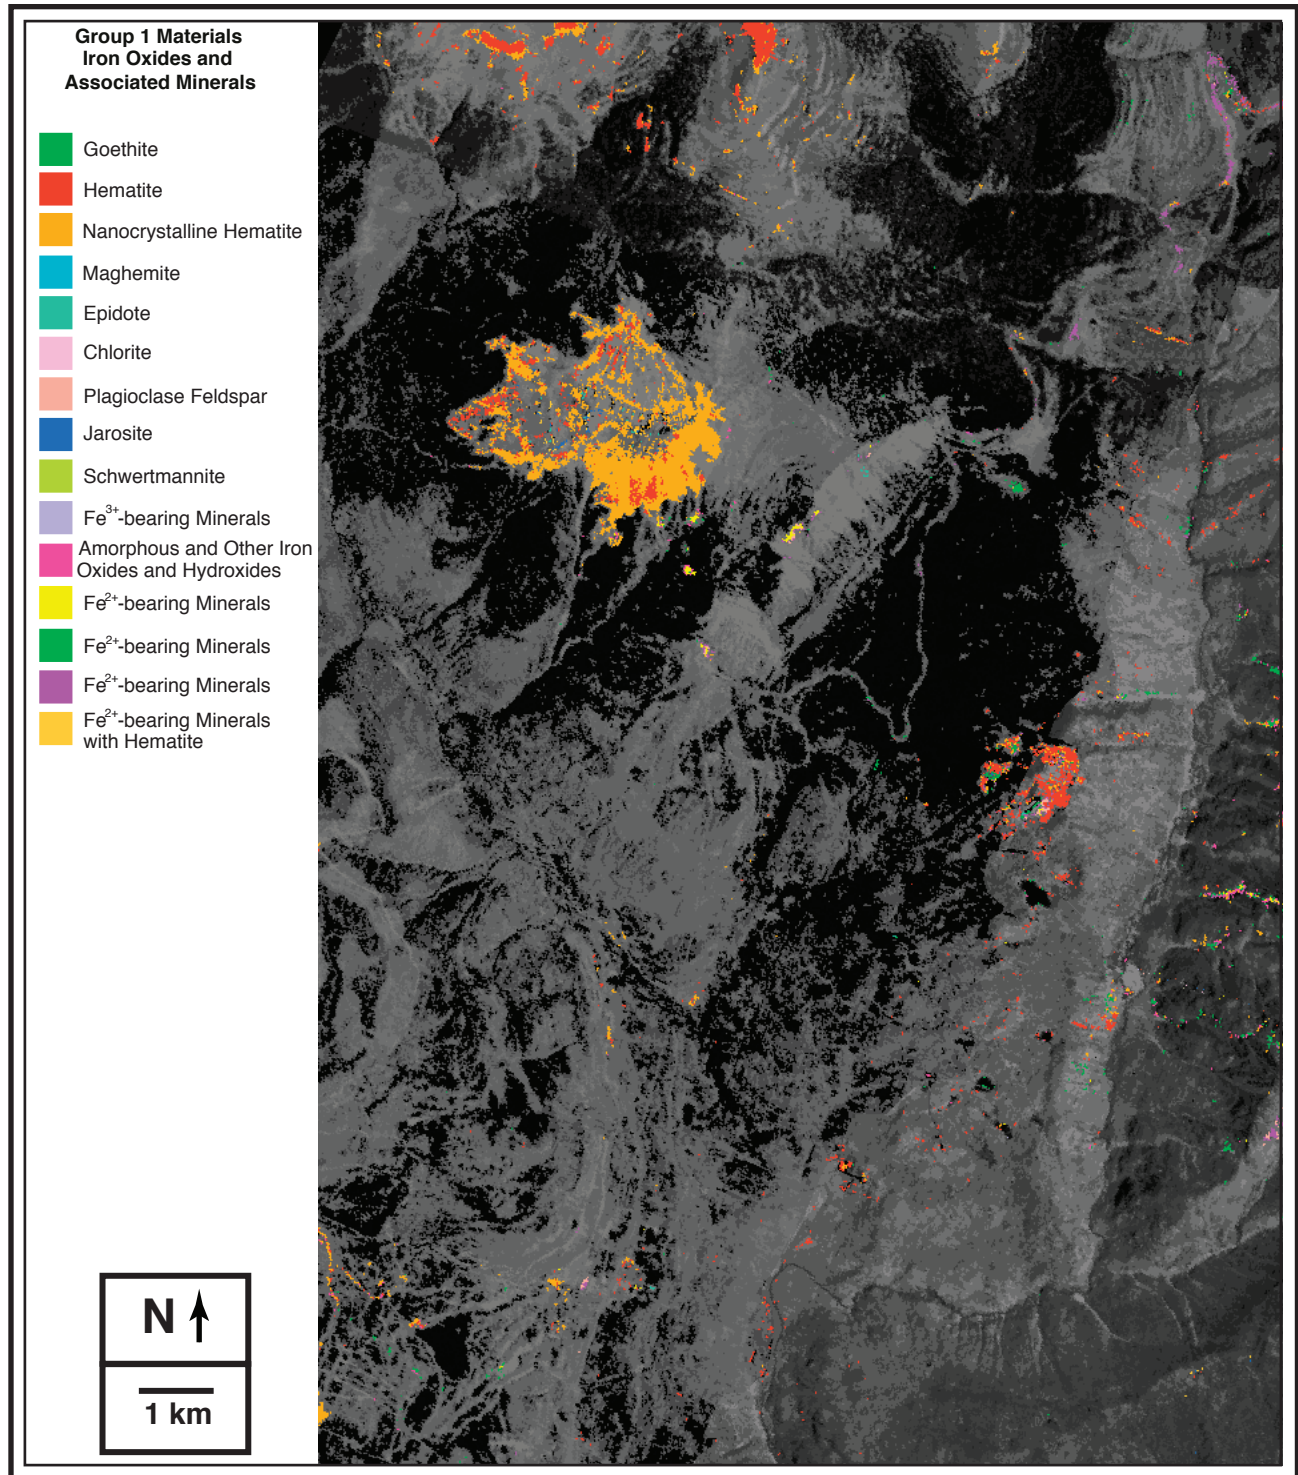 Group 1 Materials
Iron Oxides and
Associated Minerals
Goethite
Hematite
Nanocrystalline Hematite
Maghemite
Epidote
Chlorite
Plagioclase Feldspar
Jarosite
Schwertmannite
Fe³⁺-bearing Minerals
Amorphous and Other Iron
Oxides and Hydroxides
Fe²⁺-bearing Minerals
Fe²⁺-bearing Minerals
Fe²⁺-bearing Minerals
Fe²⁺-bearing Minerals
with Hematite
N
1 km